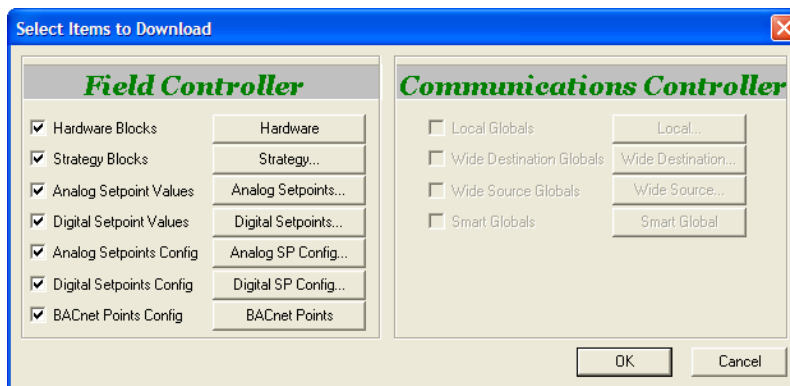 Select Items to Download
Field Controller
Hardware Blocks Hardware
Strategy Blocks Strategy...
Analog Setpoint Values Analog Setpoints...
Digital Setpoint Values Digital Setpoints...
Analog Setpoints Config Analog SP Config...
Digital Setpoints Config Digital SP Config...
BACnet Points Config BACnet Points
Communications Controller
Local Globals Local...
Wide Destination Globals Wide Destination...
Wide Source Globals Wide Source...
Smart Globals Smart Global
OK Cancel